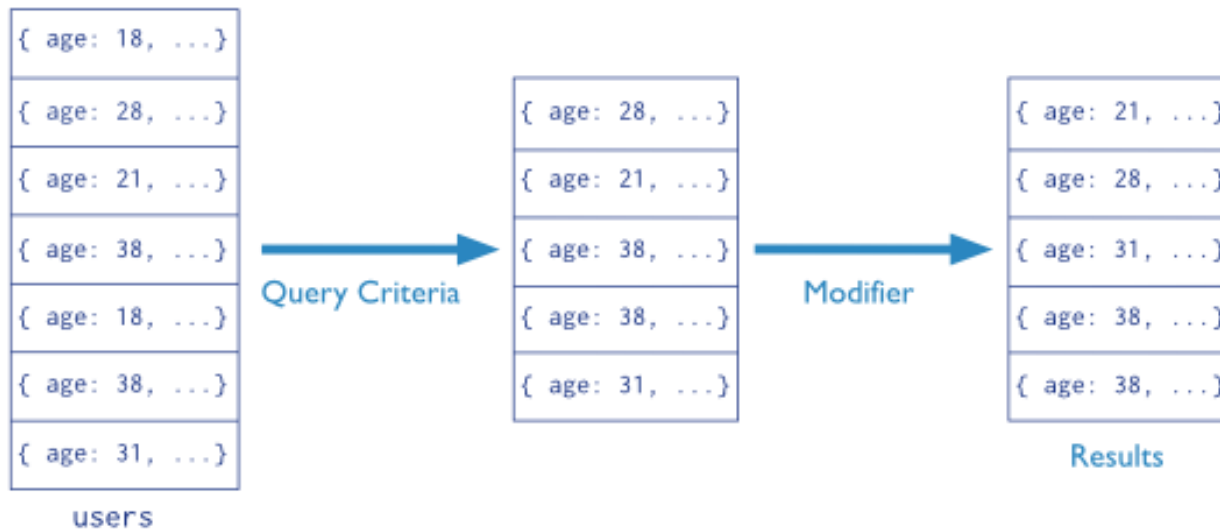 { age: 18, ...}
{ age: 28, ...}
{ age: 21, ...}
{ age: 38, ...}
{ age: 18, ...}
{ age: 38, ...}
{ age: 31, ...}
users
Query Criteria
{ age: 28, ...}
{ age: 21, ...}
{ age: 38, ...}
{ age: 38, ...}
{ age: 31, ...}
Modifier
{ age: 21, ...}
{ age: 28, ...}
{ age: 31, ...}
{ age: 38, ...}
{ age: 38, ...}
Results